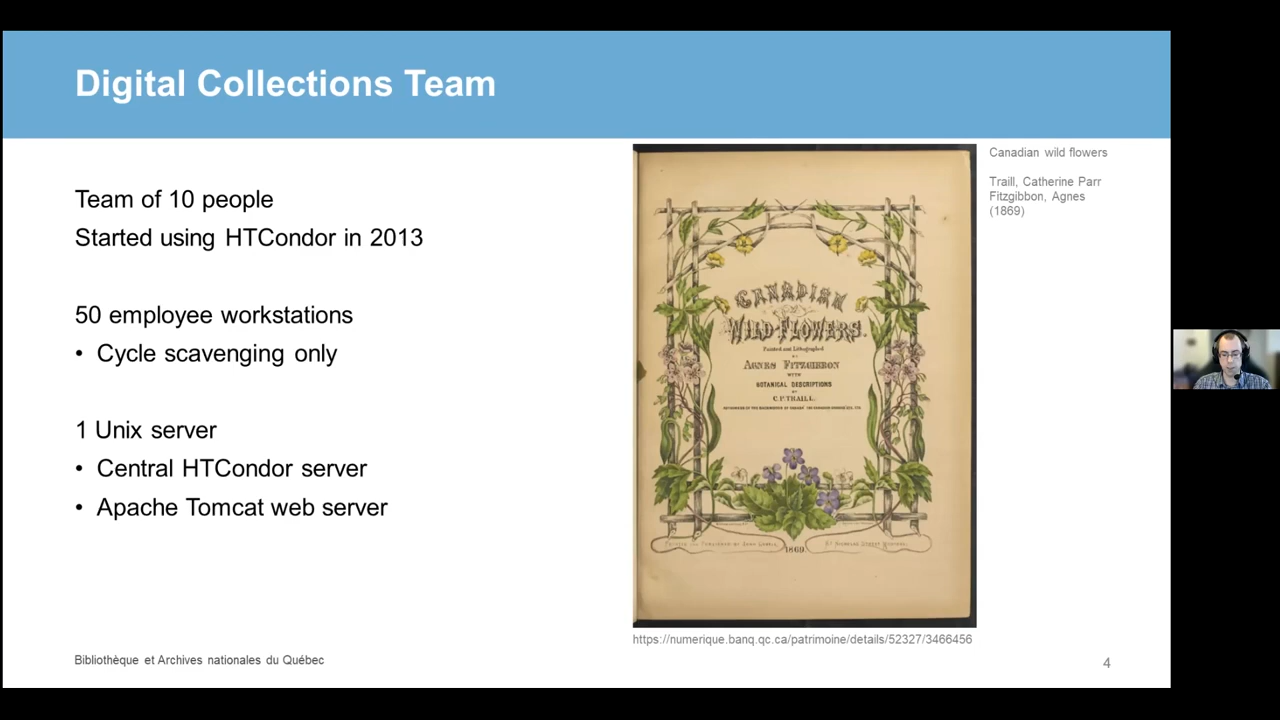 Digital Collections Team
Team of 10 people
Started using HTCondor in 2013
50 employee workstations
• Cycle scavenging only
1 Unix server
• Central HTCondor server
• Apache Tomcat web server
Canadian wild flowers
Traill, Catherine Parr
Fitzgibbon, Agnes
(1869)
CANADIAN
WILD FLOWERS.
Painted and Lithographed
BY
AGNES FITZGIBBON
WITH
BOTANICAL DESCRIPTIONS
BY
C.P. TRAILL.
1869
https://numerique.banq.qc.ca/patrimoine/details/52327/3466456
Bibliothèque et Archives nationales du Québec
4